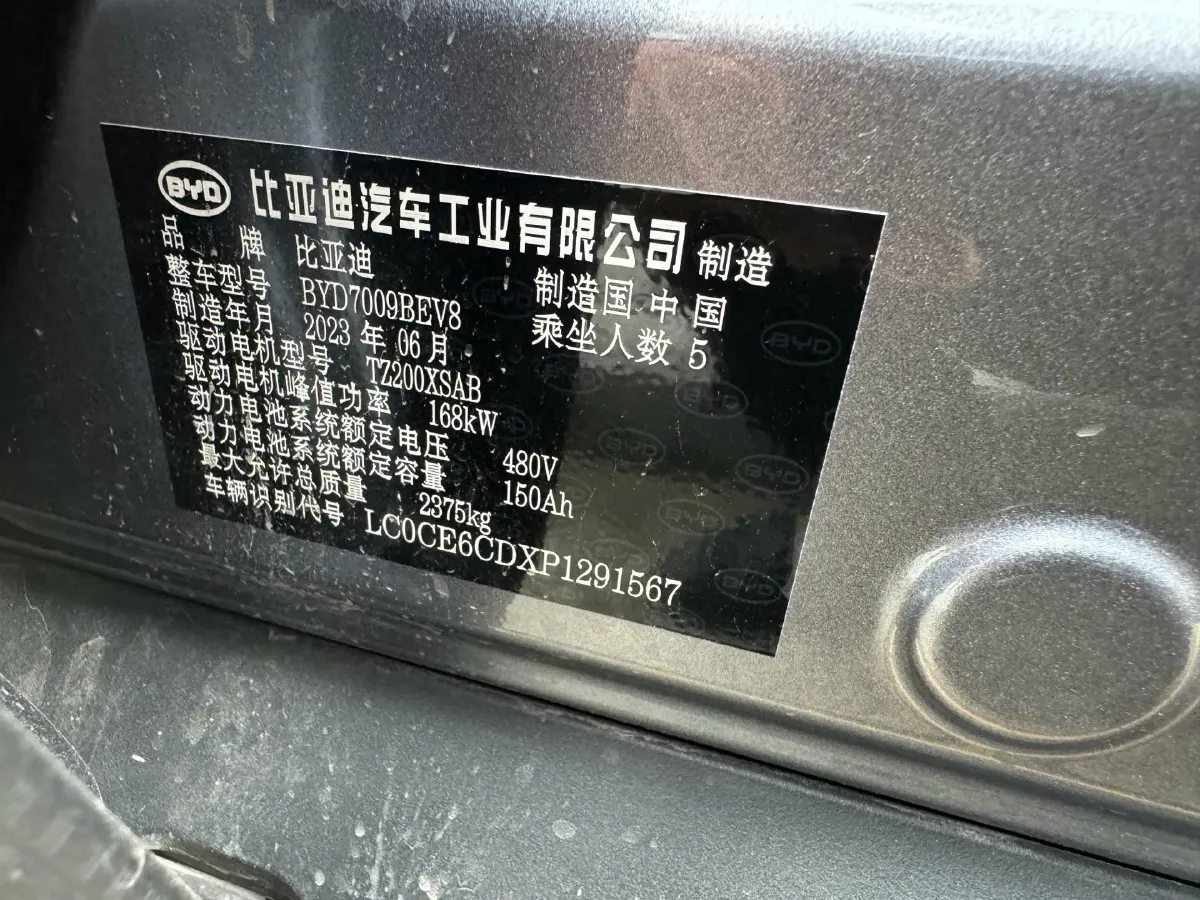 BYD 比亚迪汽车工业有限公司 制造
品牌 比亚迪 制造国 中国
整车型号 BYD7009BEV8 乘坐人数 5
制造年月 2023 年 06 月
驱动电机型号 TZ200XSAB
驱动电机峰值功率 168kW
动力电池系统额定电压 480V
动力电池系统额定容量 150Ah
最大允许总质量 2375kg
车辆识别代号 LC0CE6CDXP1291567